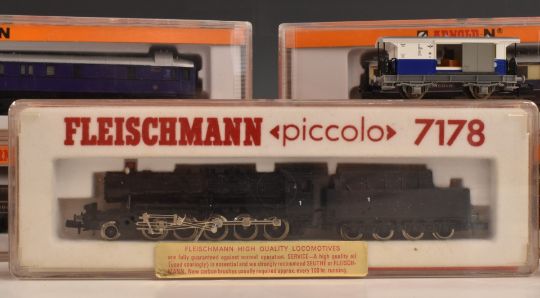 ARNOLD-N
FLEISCHMANN «piccolo» 7178
FLEISCHMANN HIGH QUALITY LOCOMOTIVES
are fully guaranteed against normal operation. SERVICE—A high quality oil
(used sparingly) is essential and we strongly recommend SEUTHE or FLEISCH-
MANN. New carbon brushes usually required approx. every 100 hr. running.